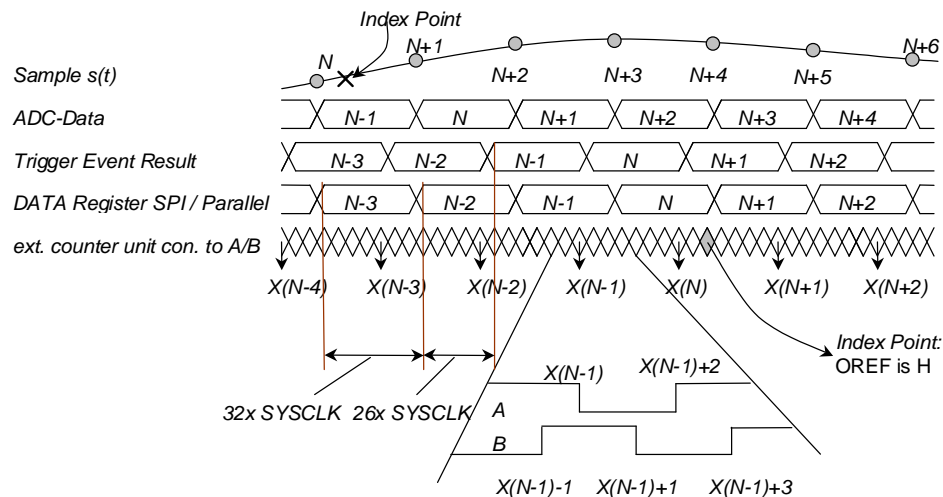 Index Point
N N+1 N+6
Sample s(t) N+2 N+3 N+4 N+5
ADC-Data N-1 N N+1 N+2 N+3 N+4
Trigger Event Result N-3 N-2 N-1 N N+1 N+2
DATA Register SPI / Parallel N-3 N-2 N-1 N N+1 N+2
ext. counter unit con. to A/B
X(N-4) X(N-3) X(N-2) X(N-1) X(N) X(N+1) X(N+2)
Index Point:
OREF is H
X(N-1) X(N-1)+2
32x SYSCLK 26x SYSCLK A
B
X(N-1)-1 X(N-1)+1 X(N-1)+3